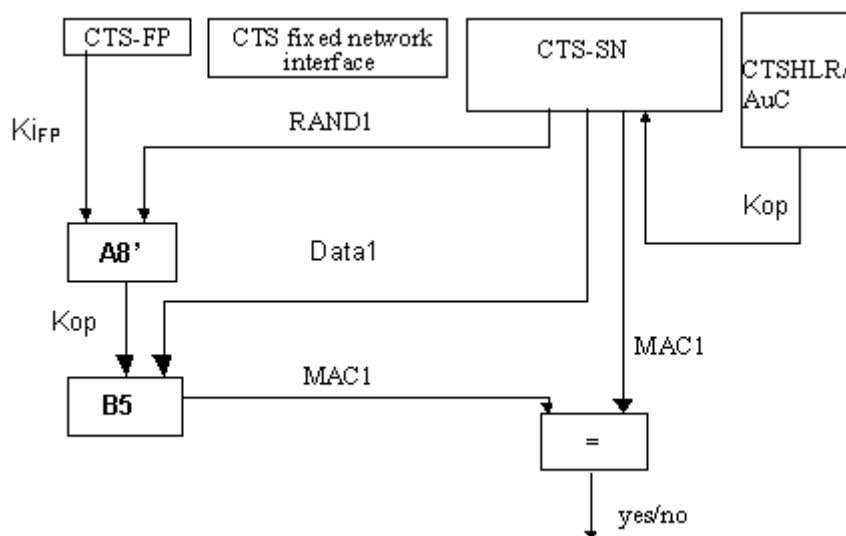 CTS-FP
CTS fixed network
interface
CTS-SN
CTSHLRA
AuC
RAND1
KiFP
Kop
A8’
Data1
Kop
MAC1
MAC1
B5
=
yes/no